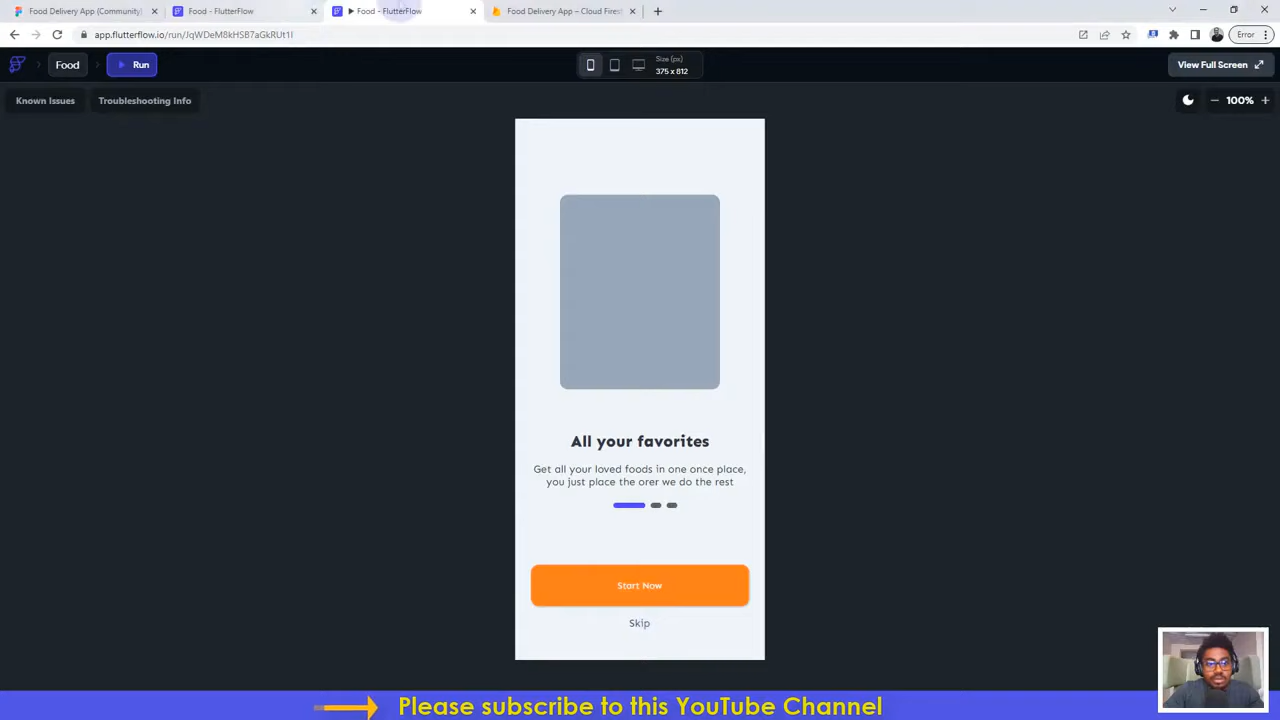 Food Delivery App (Community)
Food - FlutterFlow
Food - FlutterFlow
Food Delivery App – Cloud Firest
app.flutterflow.io/run/JqWDeM8kHSB7aGkRUt1l
Error
Food
Run
Size (px)
375 x 812
View Full Screen
Known Issues
Troubleshooting Info
100%
All your favorites
Get all your loved foods in one once place,
you just place the orer we do the rest
Start Now
Skip
Please subscribe to this YouTube Channel